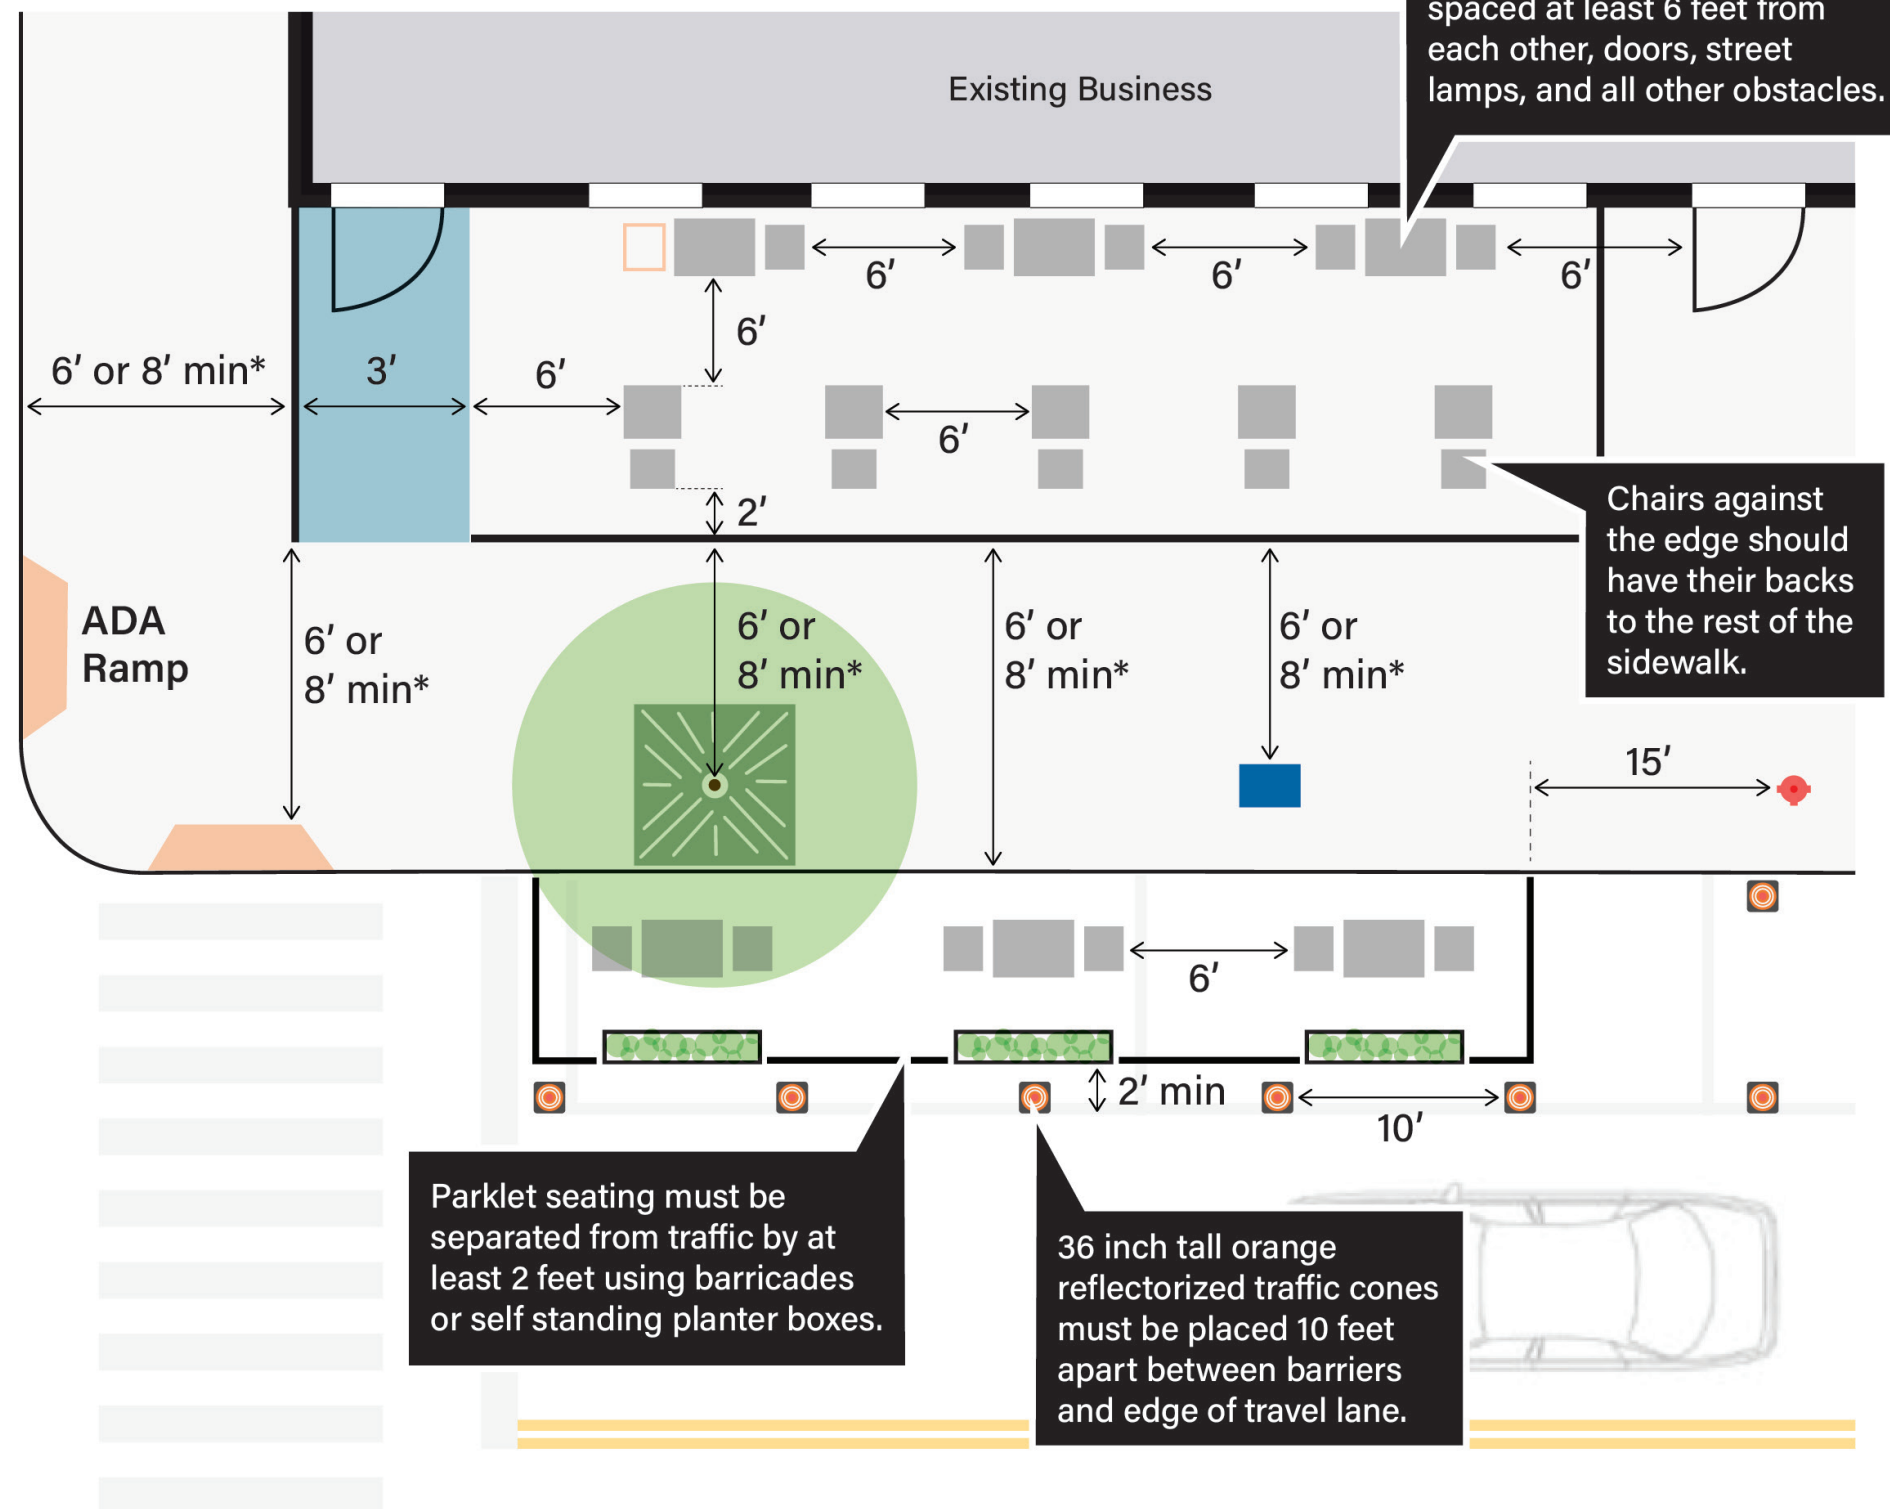 spaced at least 6 feet from
each other, doors, street
lamps, and all other obstacles.
Existing Business
6’
6’
6’
6’
6’ or 8’ min*
3’
6’
6’
2’
Chairs against
the edge should
have their backs
to the rest of the
sidewalk.
ADA
Ramp
6’ or
8’ min*
6’ or
8’ min*
6’ or
8’ min*
6’ or
8’ min*
15’
6’
2’ min
10’
Parklet seating must be
separated from traffic by at
least 2 feet using barricades
or self standing planter boxes.
36 inch tall orange
reflectorized traffic cones
must be placed 10 feet
apart between barriers
and edge of travel lane.